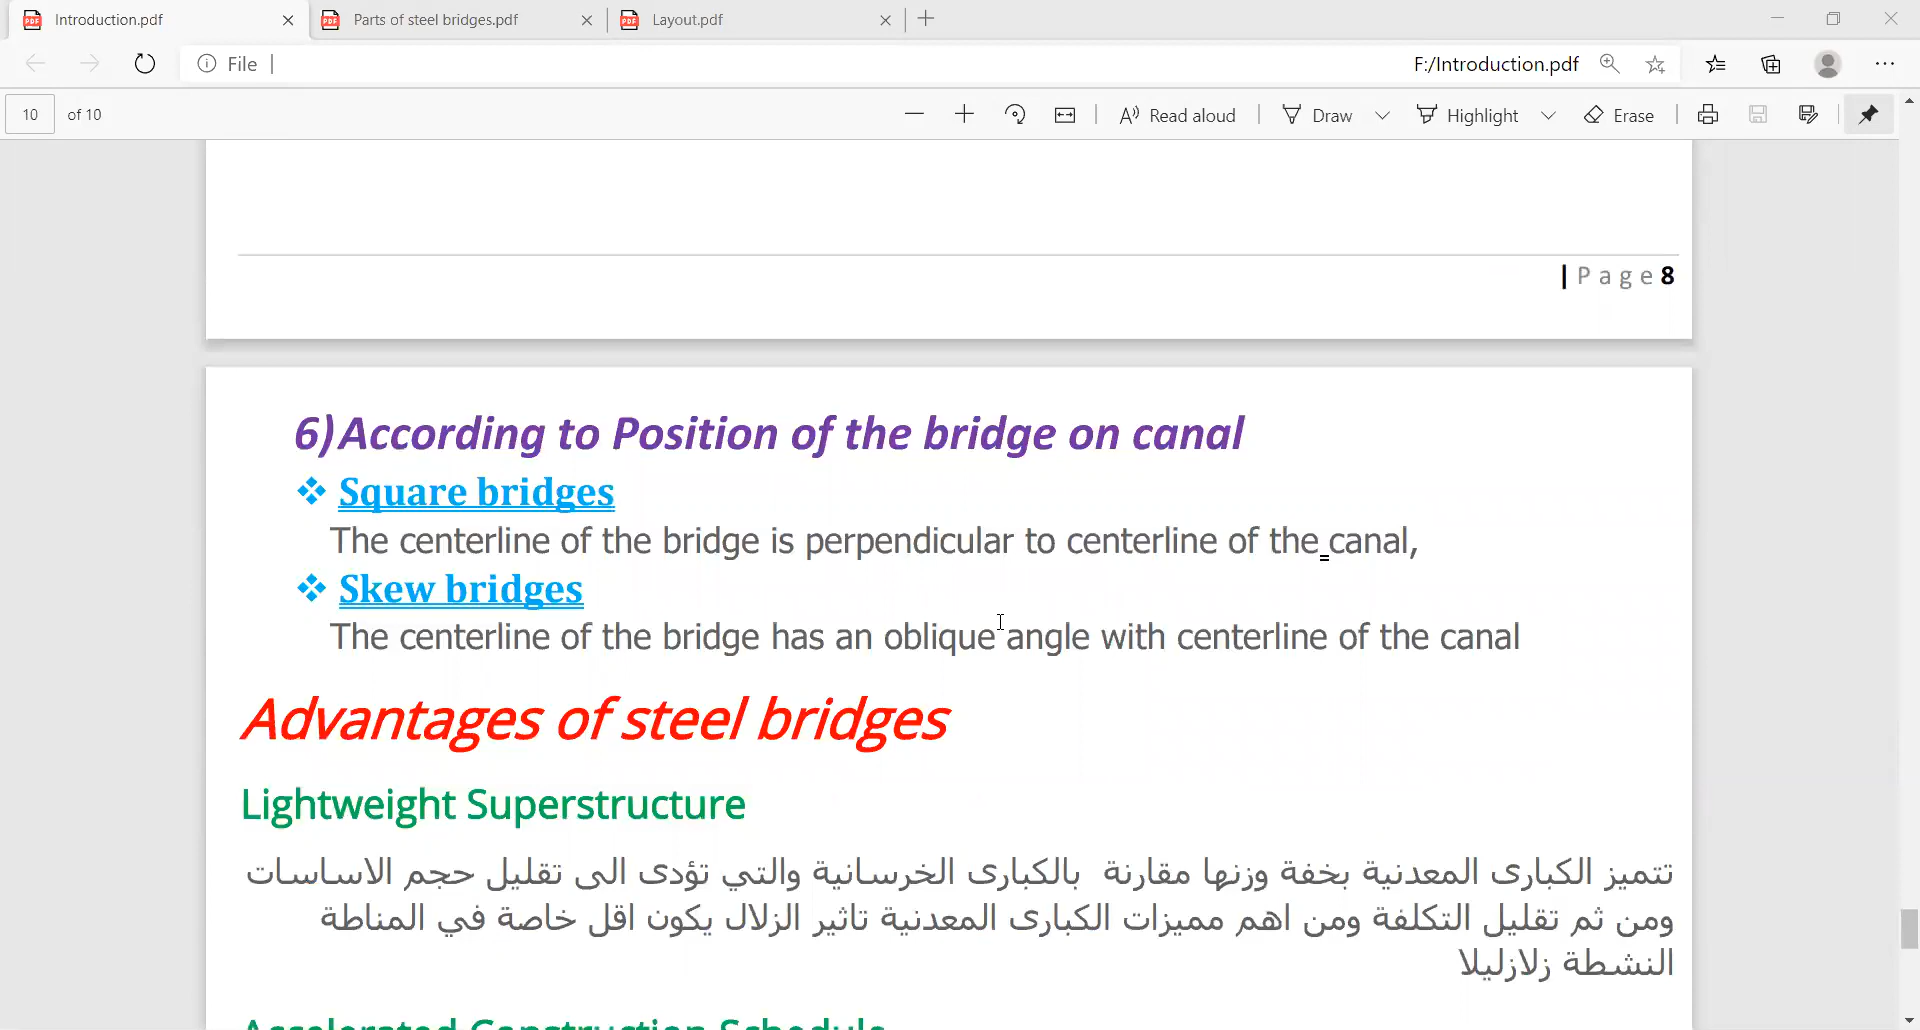 Introduction.pdf
Parts of steel bridges.pdf
Layout.pdf
File
F:/Introduction.pdf
10 of 10
Read aloud
Draw
Highlight
Erase
| P a g e 8
6)According to Position of the bridge on canal
❖ Square bridges
The centerline of the bridge is perpendicular to centerline of the canal,
❖ Skew bridges
The centerline of the bridge has an oblique angle with centerline of the canal
Advantages of steel bridges
Lightweight Superstructure
تتميز الكبارى المعدنية بخفة وزنها مقارنة بالكبارى الخرسانية والتي تؤدى الى تقليل حجم الاساسات
ومن ثم تقليل التكلفة ومن اهم مميزات الكبارى المعدنية تاثير الزلال يكون اقل خاصة في المناطة
النشطة زلازليلا
Accelerated Construction Schedule